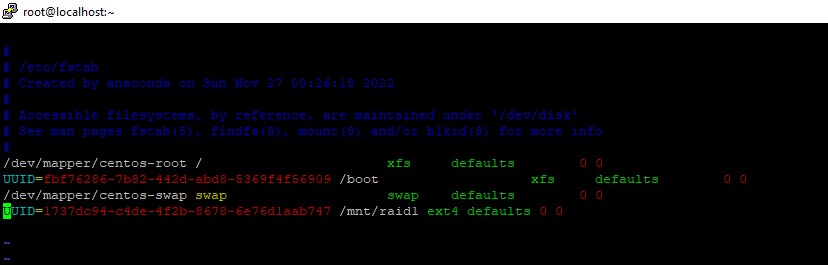 root@localhost:~
#
# /etc/fstab
# Created by anaconda on Sun Nov 27 00:26:18 2022
#
# Accessible filesystems, by reference, are maintained under '/dev/disk'
# See man pages fstab(5), findfs(8), mount(8) and/or blkid(8) for more info
#
/dev/mapper/centos-root / xfs defaults 0 0
UUID=fbf76286-7b82-442d-abd8-5369f4f56909 /boot xfs defaults 0 0
/dev/mapper/centos-swap swap swap defaults 0 0
UUID=1737dc94-c4de-4f2b-8678-6e76d1aab747 /mnt/raid1 ext4 defaults 0 0
~
~